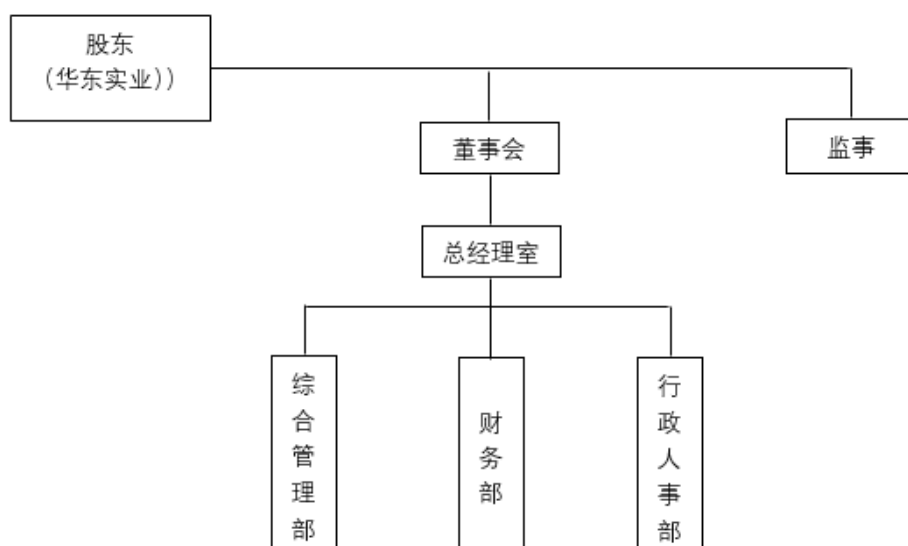 股东
（华东实业））
董事会
监事
总经理室
综合管理部
财务部
行政人事部